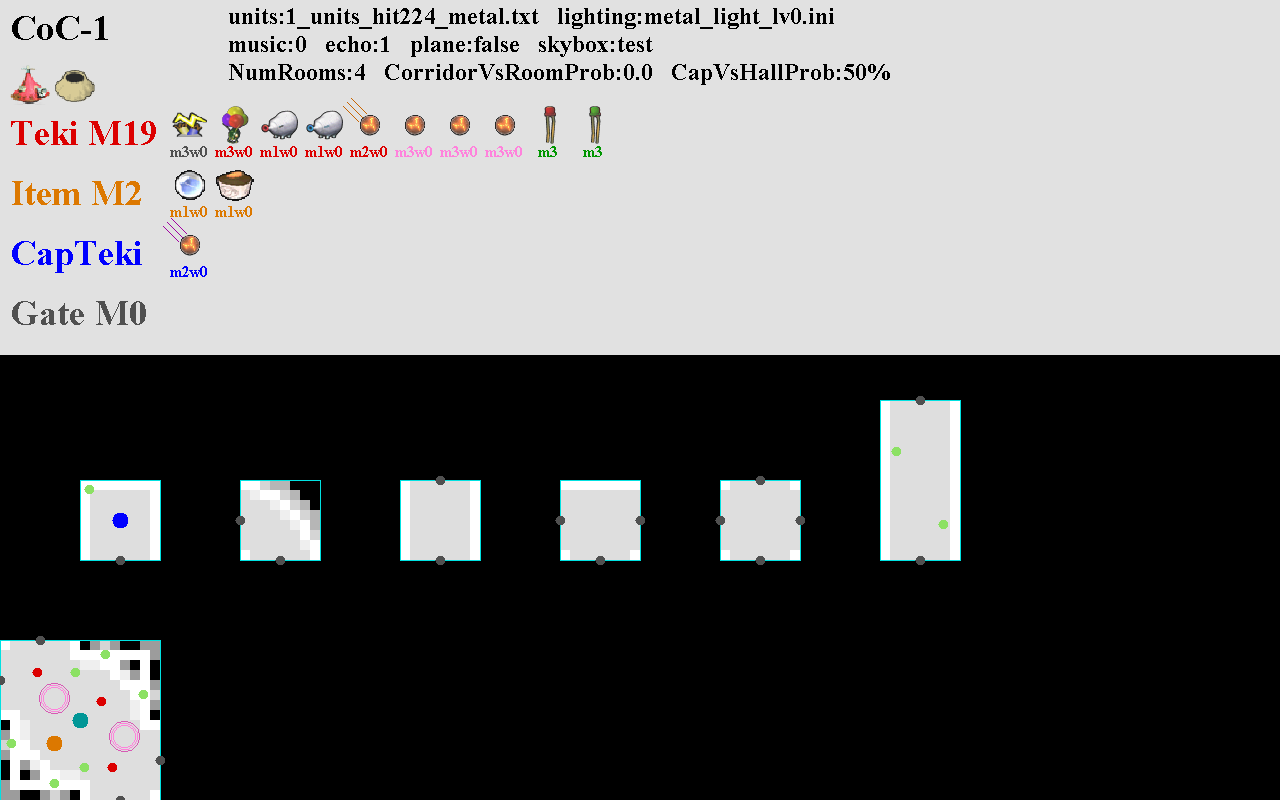 CoC-1
units:1_units_hit224_metal.txt lighting:metal_light_lv0.ini
music:0 echo:1 plane:false skybox:test
NumRooms:4 CorridorVsRoomProb:0.0 CapVsHallProb:50%
Teki M19
m3w0 m3w0 m1w0 m1w0 m2w0 m3w0 m3w0 m3w0 m3 m3
Item M2
m1w0 m1w0
CapTeki
m2w0
Gate M0